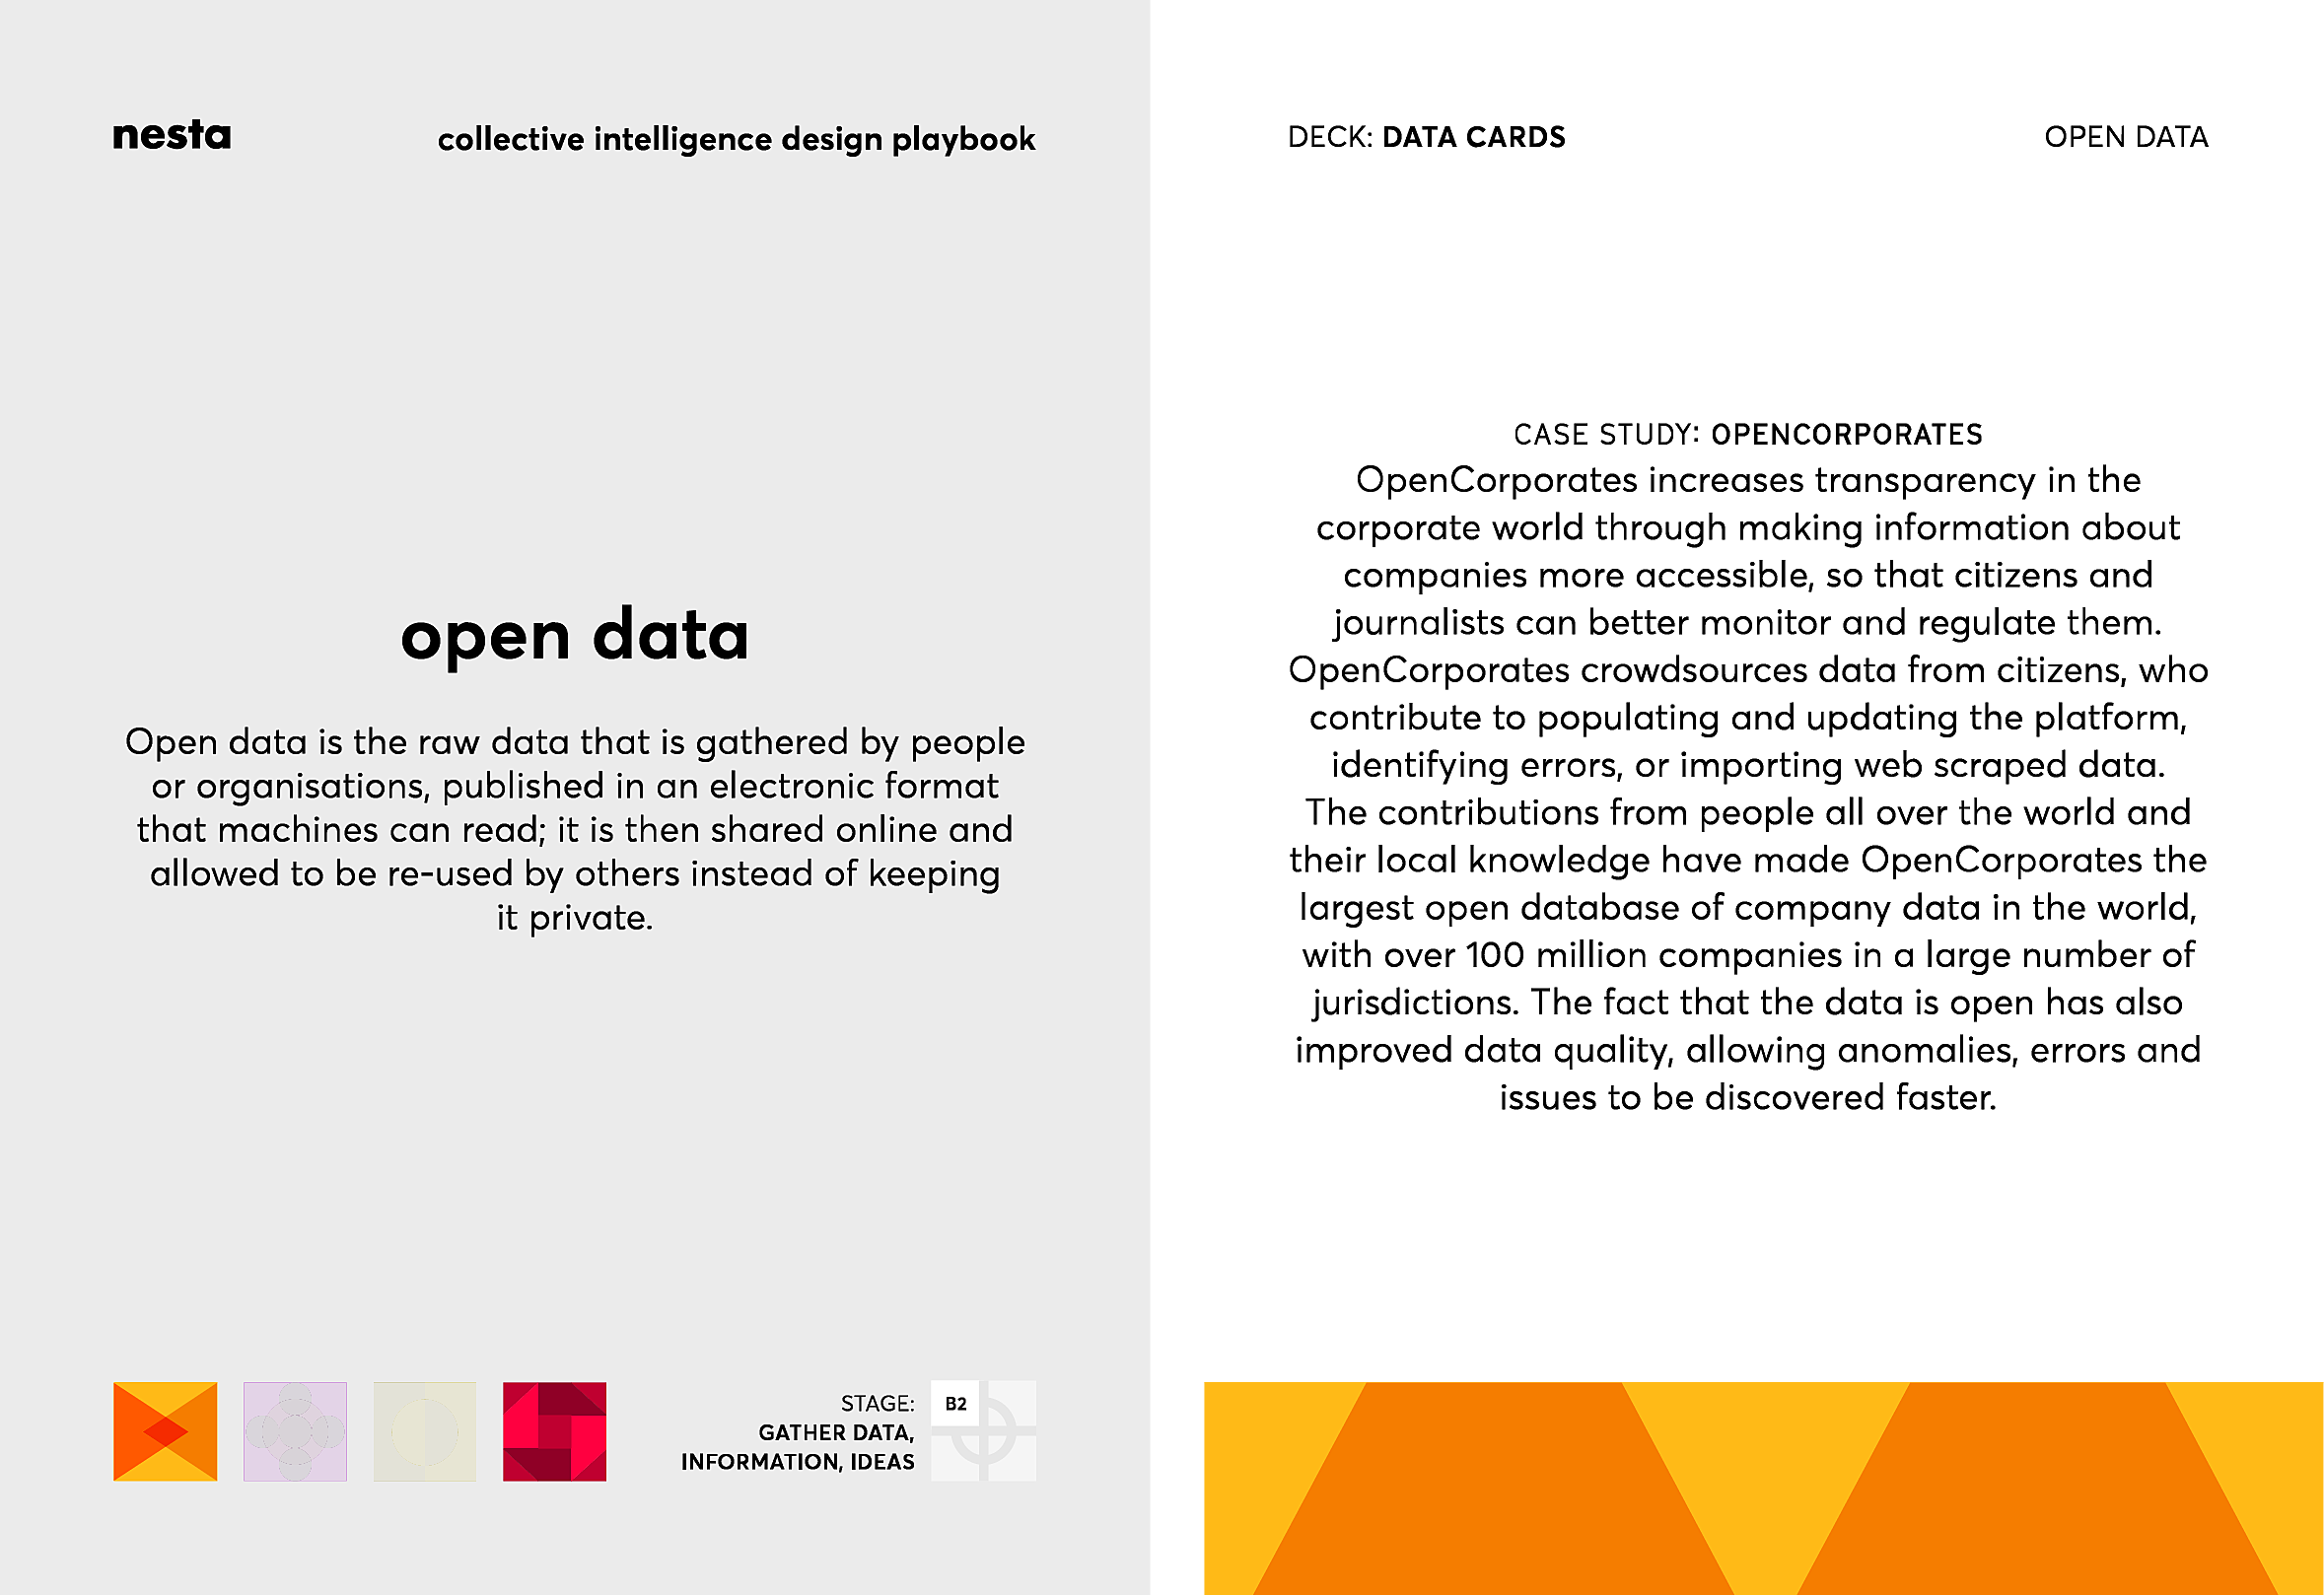 nesta
collective intelligence design playbook
open data
Open data is the raw data that is gathered by people
or organisations, published in an electronic format
that machines can read; it is then shared online and
allowed to be re-used by others instead of keeping
it private.
STAGE:
GATHER DATA,
INFORMATION, IDEAS
B2
DECK: DATA CARDS
OPEN DATA
CASE STUDY: OPENCORPORATES
OpenCorporates increases transparency in the
corporate world through making information about
companies more accessible, so that citizens and
journalists can better monitor and regulate them.
OpenCorporates crowdsources data from citizens, who
contribute to populating and updating the platform,
identifying errors, or importing web scraped data.
The contributions from people all over the world and
their local knowledge have made OpenCorporates the
largest open database of company data in the world,
with over 100 million companies in a large number of
jurisdictions. The fact that the data is open has also
improved data quality, allowing anomalies, errors and
issues to be discovered faster.